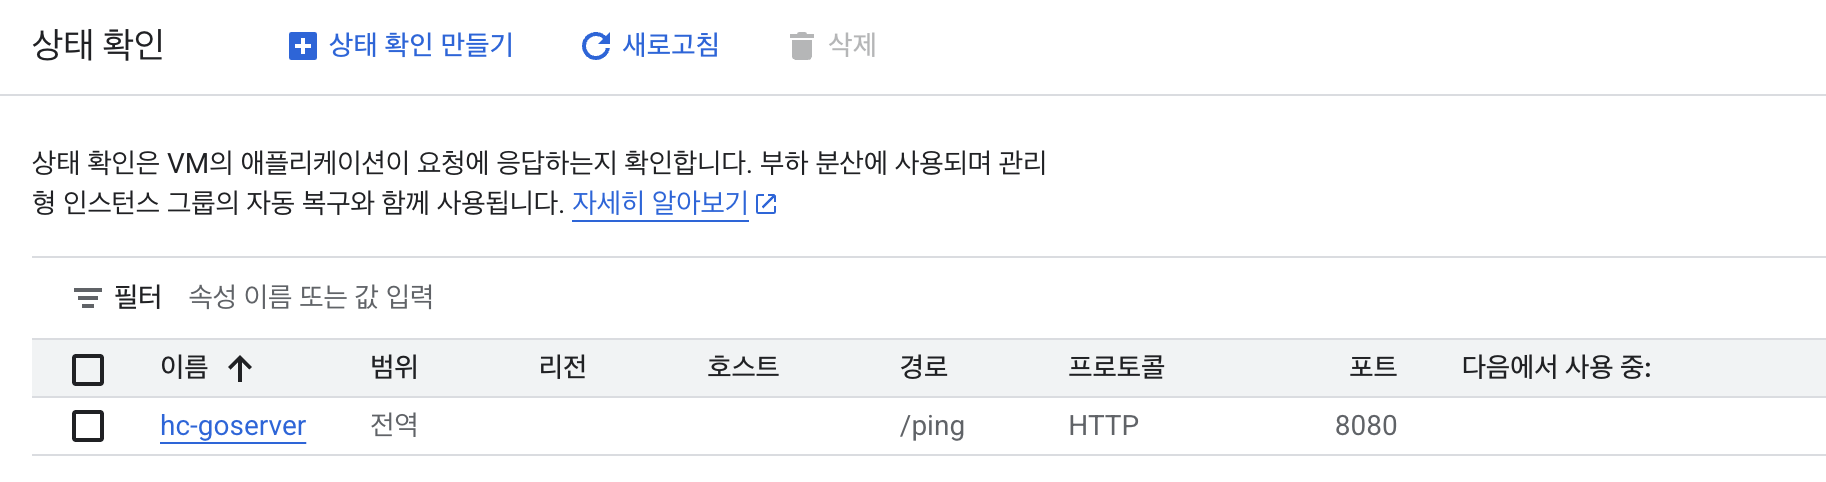 상태 확인 상태 확인 만들기 새로고침 삭제
상태 확인은 VM의 애플리케이션이 요청에 응답하는지 확인합니다. 부하 분산에 사용되며 관리
형 인스턴스 그룹의 자동 복구와 함께 사용됩니다. 자세히 알아보기
필터 속성 이름 또는 값 입력
이름 범위 리전 호스트 경로 프로토콜 포트 다음에서 사용 중:
hc-goserver 전역 /ping HTTP 8080